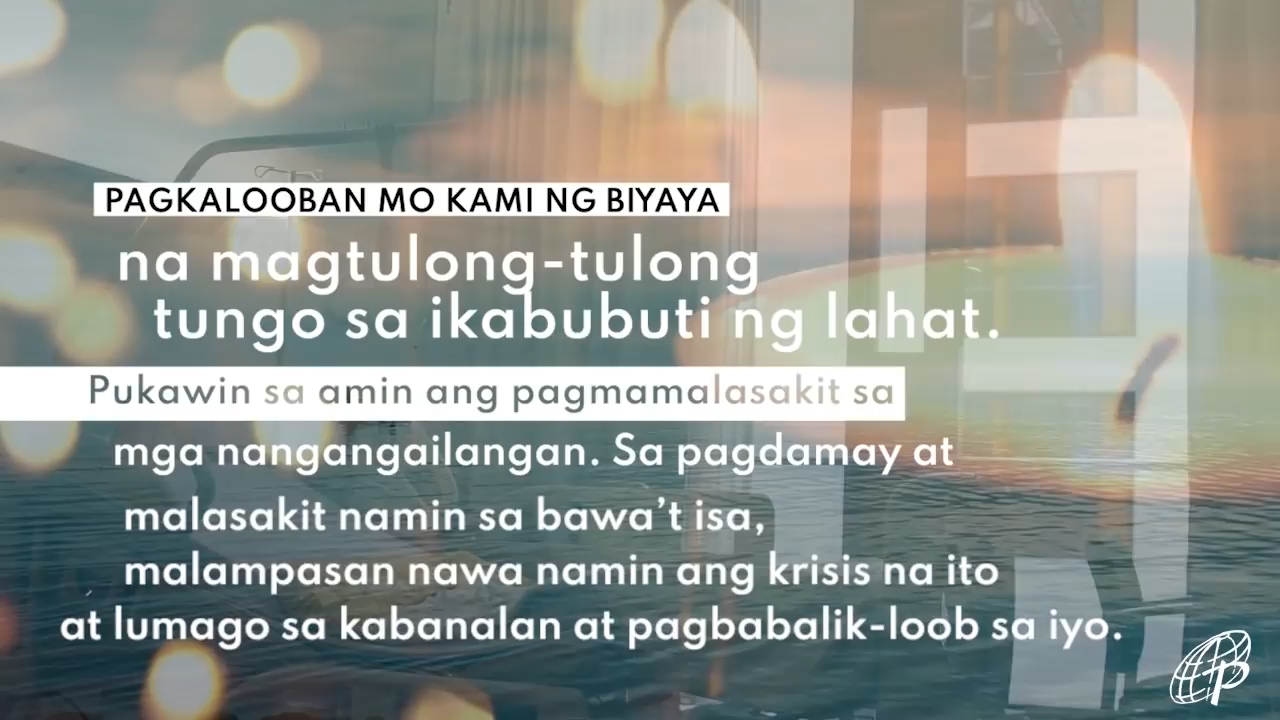 PAGKALOOBAN MO KAMI NG BIYAYA
na magtulong-tulong
tungo sa ikabubuti ng lahat.
Pukawin sa amin ang pagmamalasakit sa
mga nangangailangan. Sa pagdamay at
malasakit namin sa bawa't isa,
malampasan nawa namin ang krisis na ito
at lumago sa kabanalan at pagbabalik-loob sa iyo.